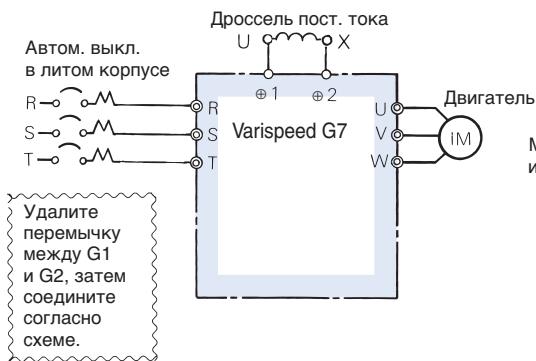 Дроссель пост. тока
U X
Автом. выкл.
в литом корпусе
⊕1 ⊕2
R R U Двигатель
S S Varispeed G7 V IM
T T W
М
и
Удалите
перемычку
между G1
и G2, затем
соедините
согласно
схеме.